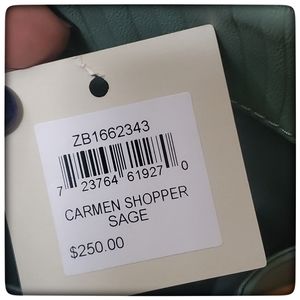 ZB1662343
7 23764 61927 0
CARMEN SHOPPER
SAGE
$250.00